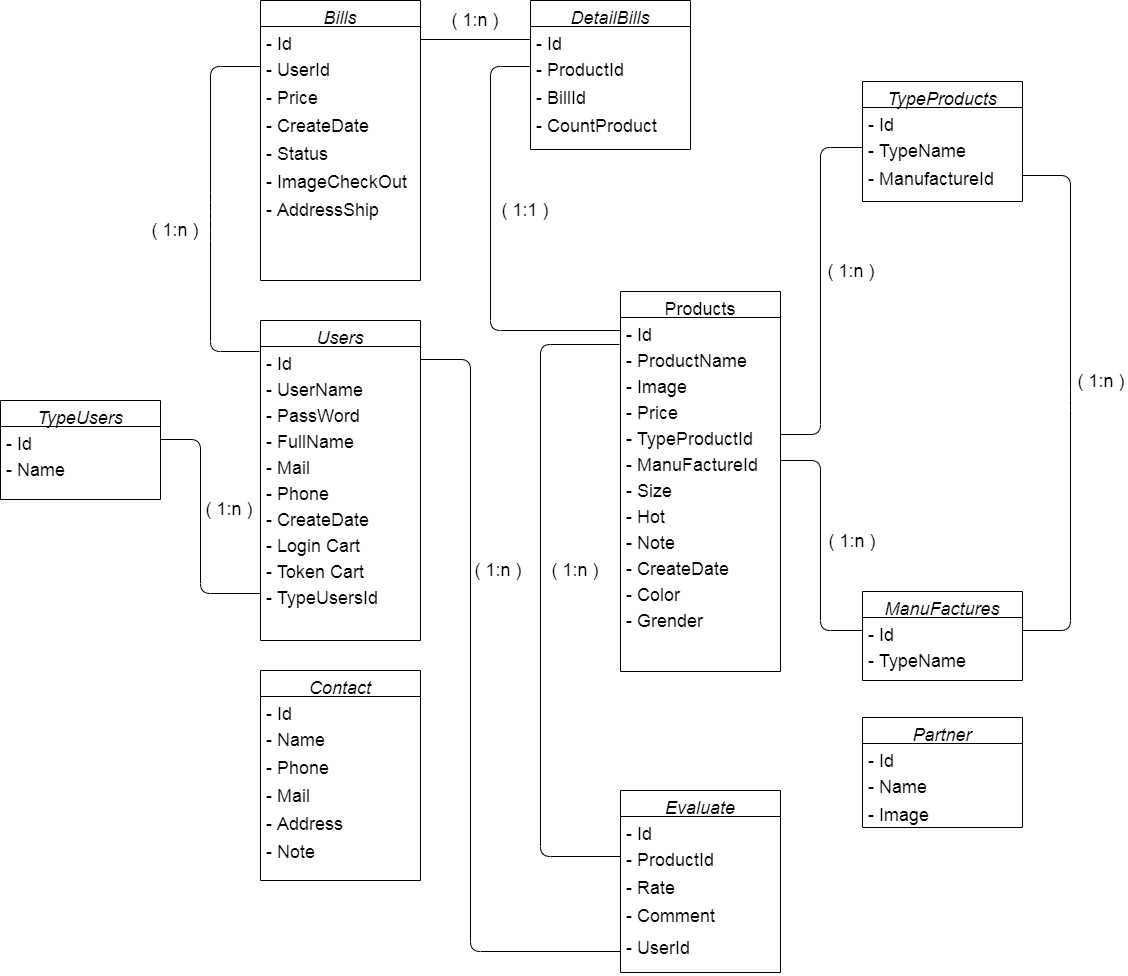 Bills
- Id
- UserId
- Price
- CreateDate
- Status
- ImageCheckOut
- AddressShip
( 1:n )
DetailBills
- Id
- ProductId
- BillId
- CountProduct
TypeProducts
- Id
- TypeName
- ManufactureId
( 1:n )
( 1:1 )
( 1:n )
( 1:n )
Users
- Id
- UserName
- PassWord
- FullName
- Mail
- Phone
- CreateDate
- Login Cart
- Token Cart
- TypeUsersId
TypeUsers
- Id
- Name
( 1:n )
( 1:n )
( 1:n )
Products
- Id
- ProductName
- Image
- Price
- TypeProductId
- ManuFactureId
- Size
- Hot
- Note
- CreateDate
- Color
- Grender
( 1:n )
ManuFactures
- Id
- TypeName
Contact
- Id
- Name
- Phone
- Mail
- Address
- Note
Evaluate
- Id
- ProductId
- Rate
- Comment
- UserId
Partner
- Id
- Name
- Image